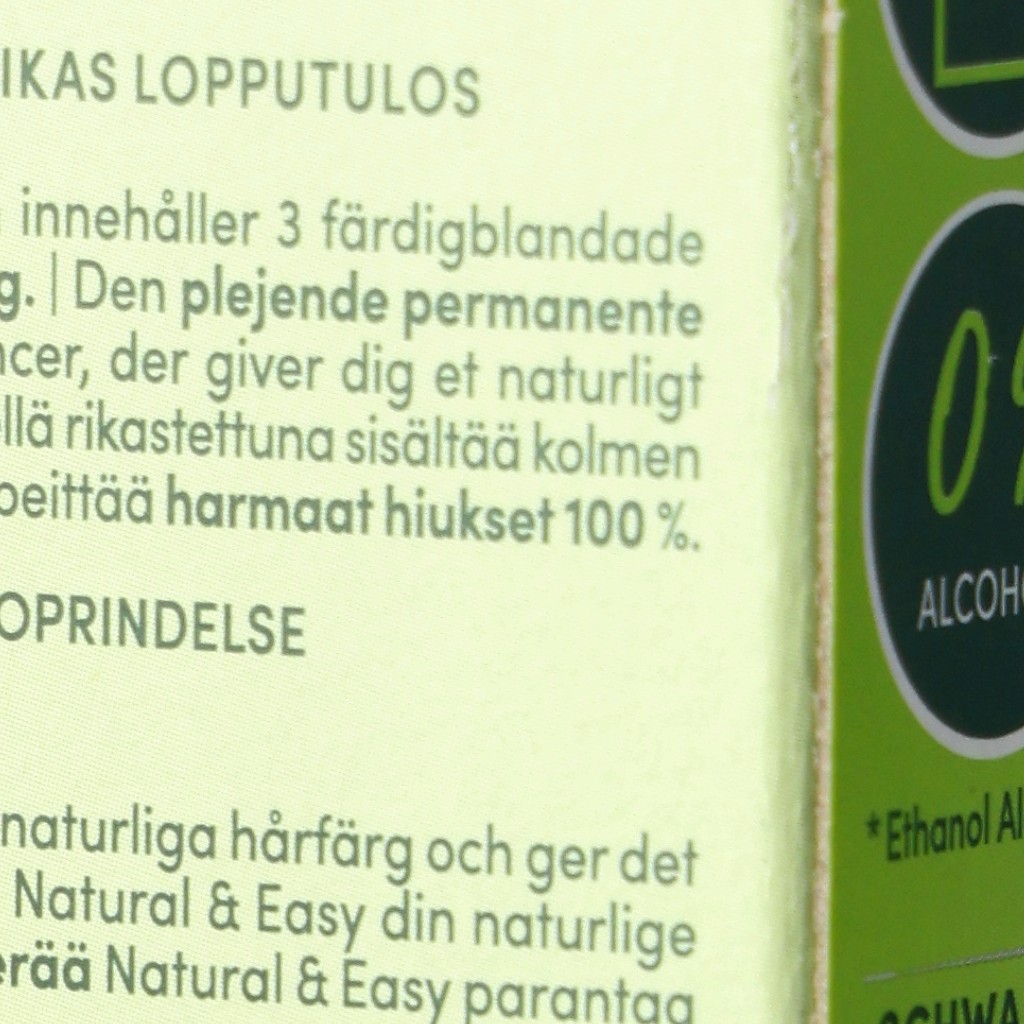 IKAS LOPPUTULOS
innehåller 3 färdigblandade
g. | Den plejende permanente
ncer, der giver dig et naturligt
llä rikastettuna sisältää kolmen
peittää harmaat hiukset 100 %.
OPRINDELSE
naturliga hårfärg och ger det
Natural & Easy din naturlige
erää Natural & Easy parantaa
0%
ALCOHO
*Ethanol Al
SCHWA